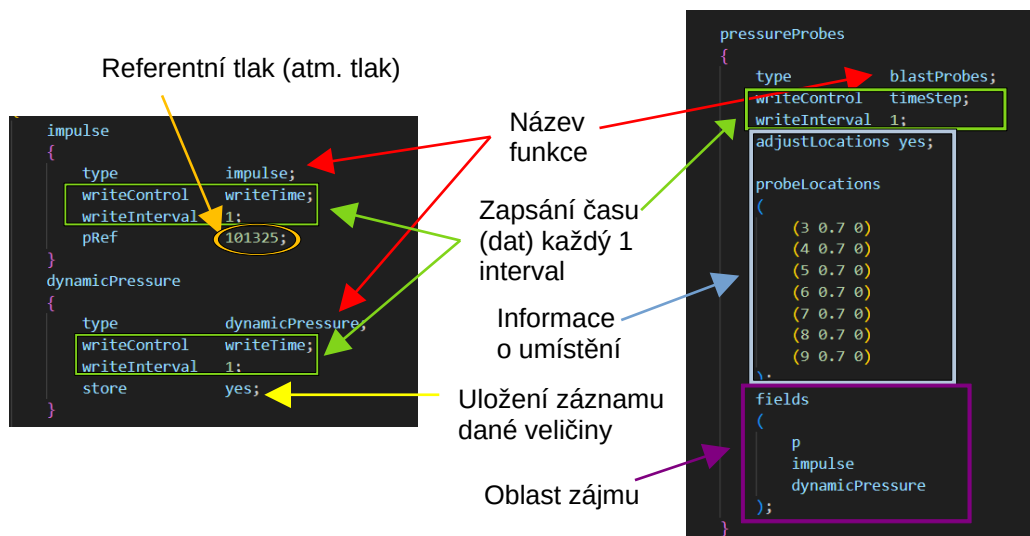 Referentní tlak (atm. tlak)
impulse
{
type impulse;
writeControl writeTime;
writeInterval 1;
pRef 101325;
}
dynamicPressure
{
type dynamicPressure;
writeControl writeTime;
writeInterval 1;
store yes;
}
Název
funkce
Zapsání času
(dat) každý 1
interval
Informace
o umístění
Uložení záznamu
dané veličiny
Oblast zájmu
pressureProbes
{
type blastProbes;
writeControl timeStep;
writeInterval 1;
adjustLocations yes;
probeLocations
(
(3 0.7 0)
(4 0.7 0)
(5 0.7 0)
(6 0.7 0)
(7 0.7 0)
(8 0.7 0)
(9 0.7 0)
);
fields
(
p
impulse
dynamicPressure
);
}